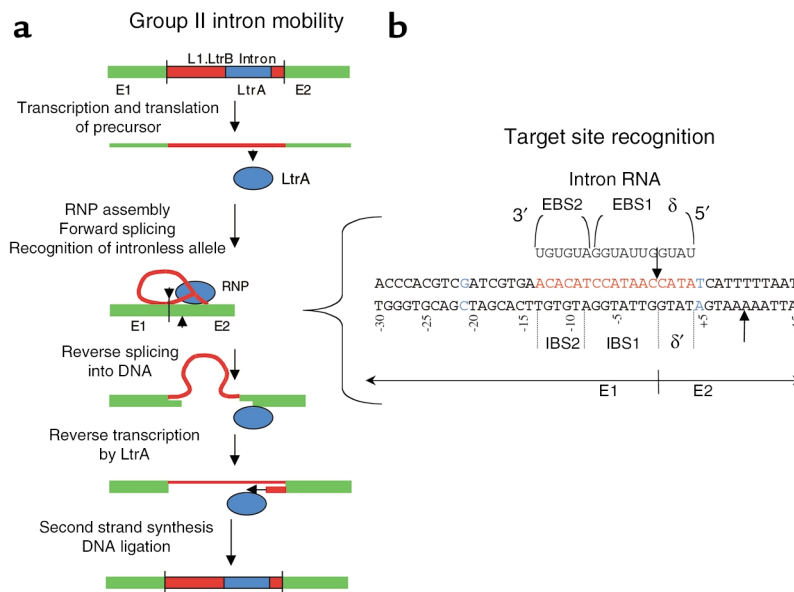 a
Group II intron mobility
L1.LtrB Intron
E1
LtrA
E2
Transcription and translation
of precursor
LtrA
RNP assembly
Forward splicing
Recognition of intronless allele
RNP
E1
E2
Reverse splicing
into DNA
Reverse transcription
by LtrA
Second strand synthesis
DNA ligation
b
Target site recognition
Intron RNA
3′ EBS2 EBS1 δ 5′
UGUGUAGGUAUUGGUAU
ACCCACGTCGATCGTGAACACATCCATAACCATATCATTTTTAAT
TGGGTGCAGCTAGCACTTGTGTAGGTATTGGTATAGTAAAAATTA
-30 -25 -20 -15 -10 -5 +5
IBS2 IBS1 δ′
E1 E2